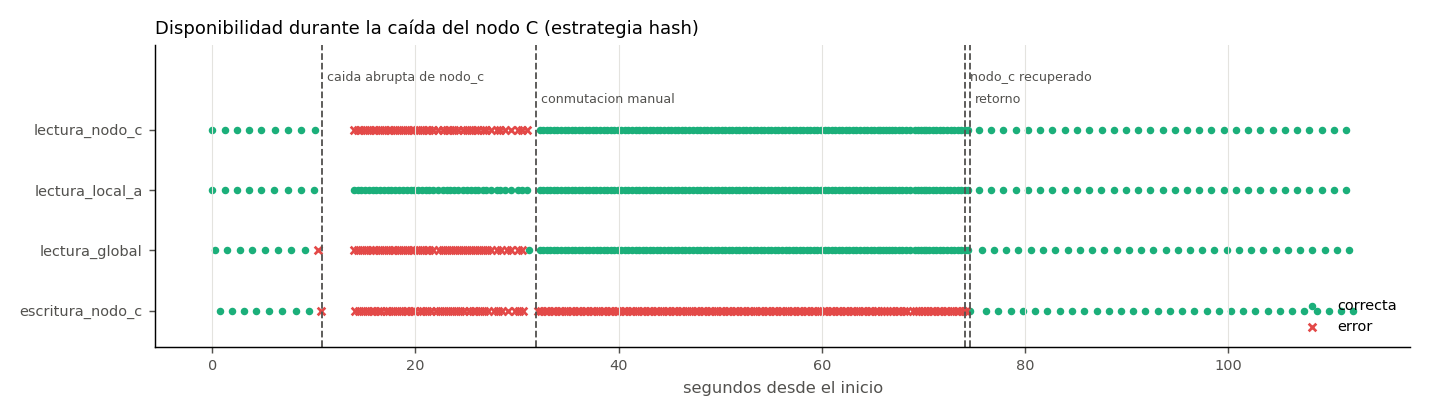 Disponibilidad durante la caída del nodo C (estrategia hash)
caida abrupta de nodo_c
nodo_c recuperado
conmutacion manual
retorno
lectura_nodo_c
lectura_local_a
lectura_global
escritura_nodo_c
correcta
error
0 20 40 60 80 100
segundos desde el inicio